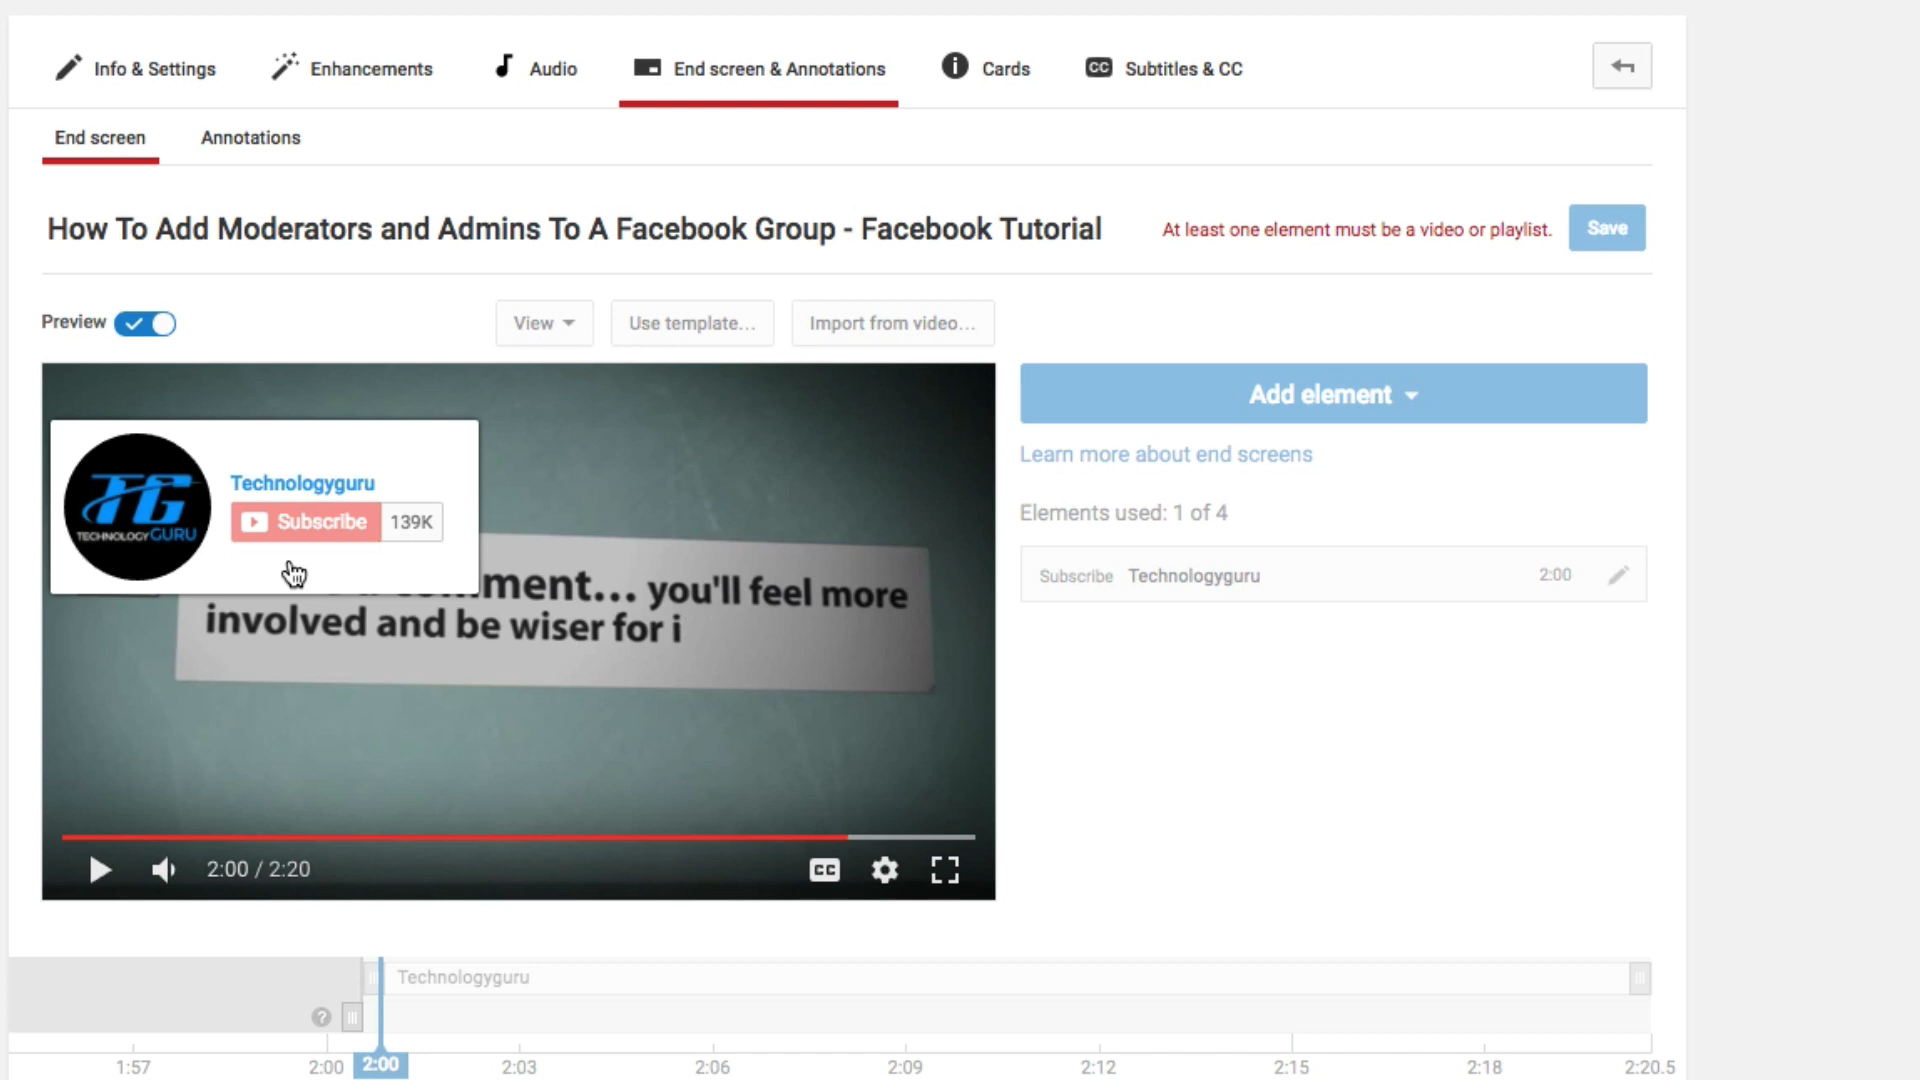 Info & Settings
Enhancements
Audio
End screen & Annotations
Cards
CC
Subtitles & CC
End screen
Annotations
How To Add Moderators and Admins To A Facebook Group - Facebook Tutorial
At least one element must be a video or playlist.
Save
Preview
View
Use template...
Import from video...
Add element
Learn more about end screens
Elements used: 1 of 4
Subscribe Technologyguru 2:00
TG
TECHNOLOGYGURU
Technologyguru
Subscribe 139K
mment... you'll feel more
involved and be wiser for i
2:00 / 2:20
CC
Technologyguru
?
1:57 2:00 2:00 2:03 2:06 2:09 2:12 2:15 2:18 2:20.5